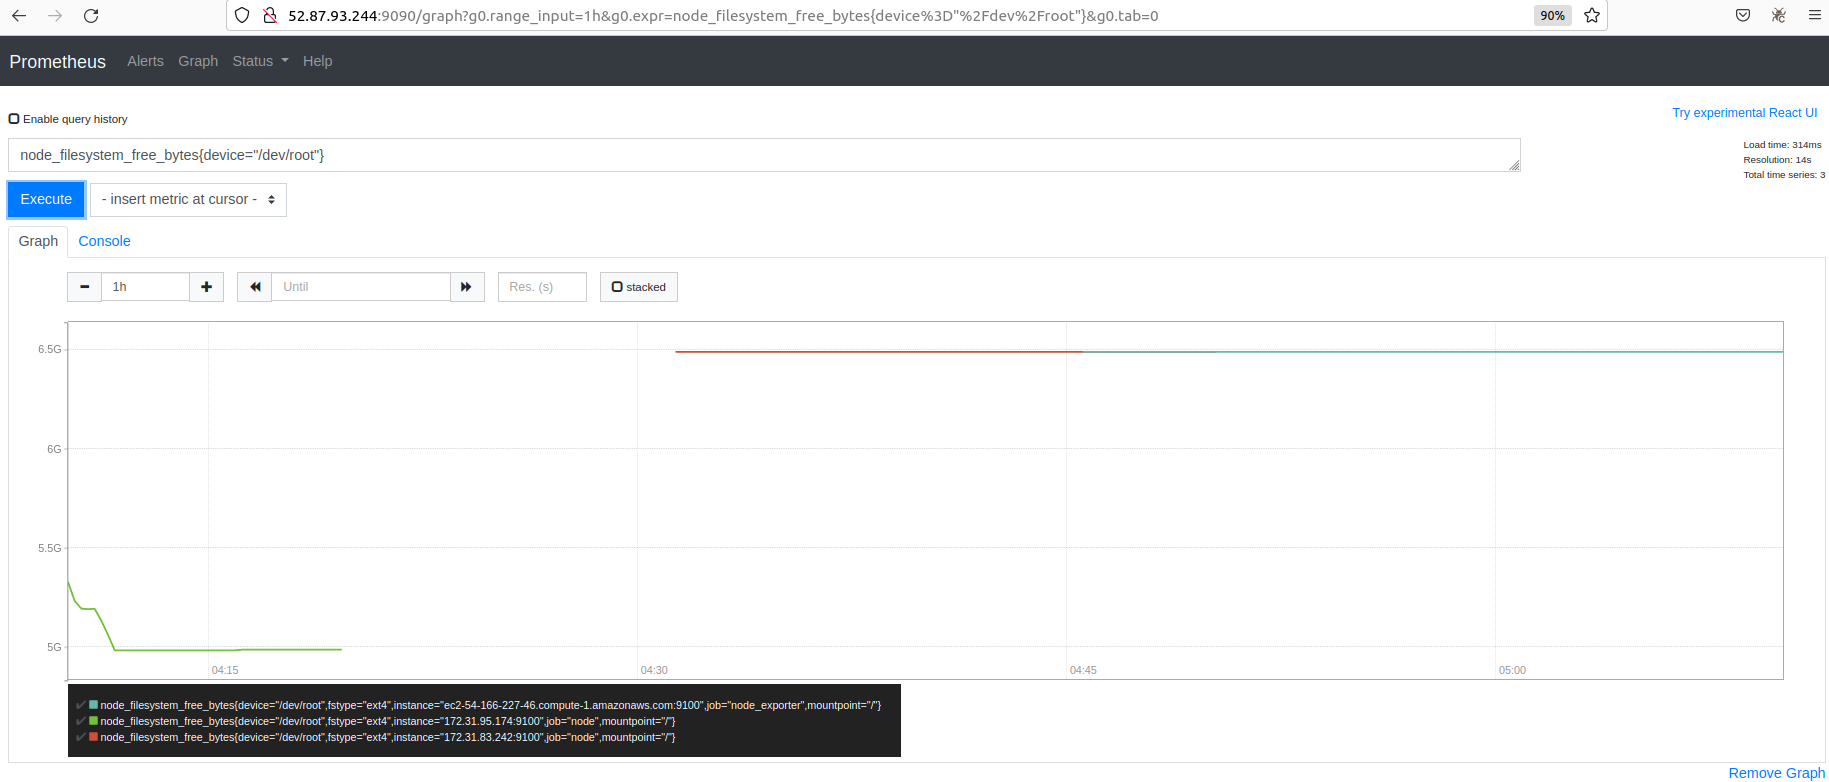 52.87.93.244:9090/graph?g0.range_input=1h&g0.expr=node_filesystem_free_bytes{device%3D"%2Fdev%2Froot"}&g0.tab=0 90%
Prometheus Alerts Graph Status Help
Try experimental React UI
Enable query history
node_filesystem_free_bytes{device="/dev/root"}
Load time: 314ms
Resolution: 14s
Total time series: 3
Execute - insert metric at cursor -
Graph Console
1h Until Res. (s) stacked
6.5G
6G
5.5G
5G
04:15 04:30 04:45 05:00
node_filesystem_free_bytes{device="/dev/root",fstype="ext4",instance="ec2-54-166-227-46.compute-1.amazonaws.com:9100",job="node_exporter",mountpoint="/"}
node_filesystem_free_bytes{device="/dev/root",fstype="ext4",instance="172.31.95.174:9100",job="node",mountpoint="/"}
node_filesystem_free_bytes{device="/dev/root",fstype="ext4",instance="172.31.83.242:9100",job="node",mountpoint="/"}
Remove Graph